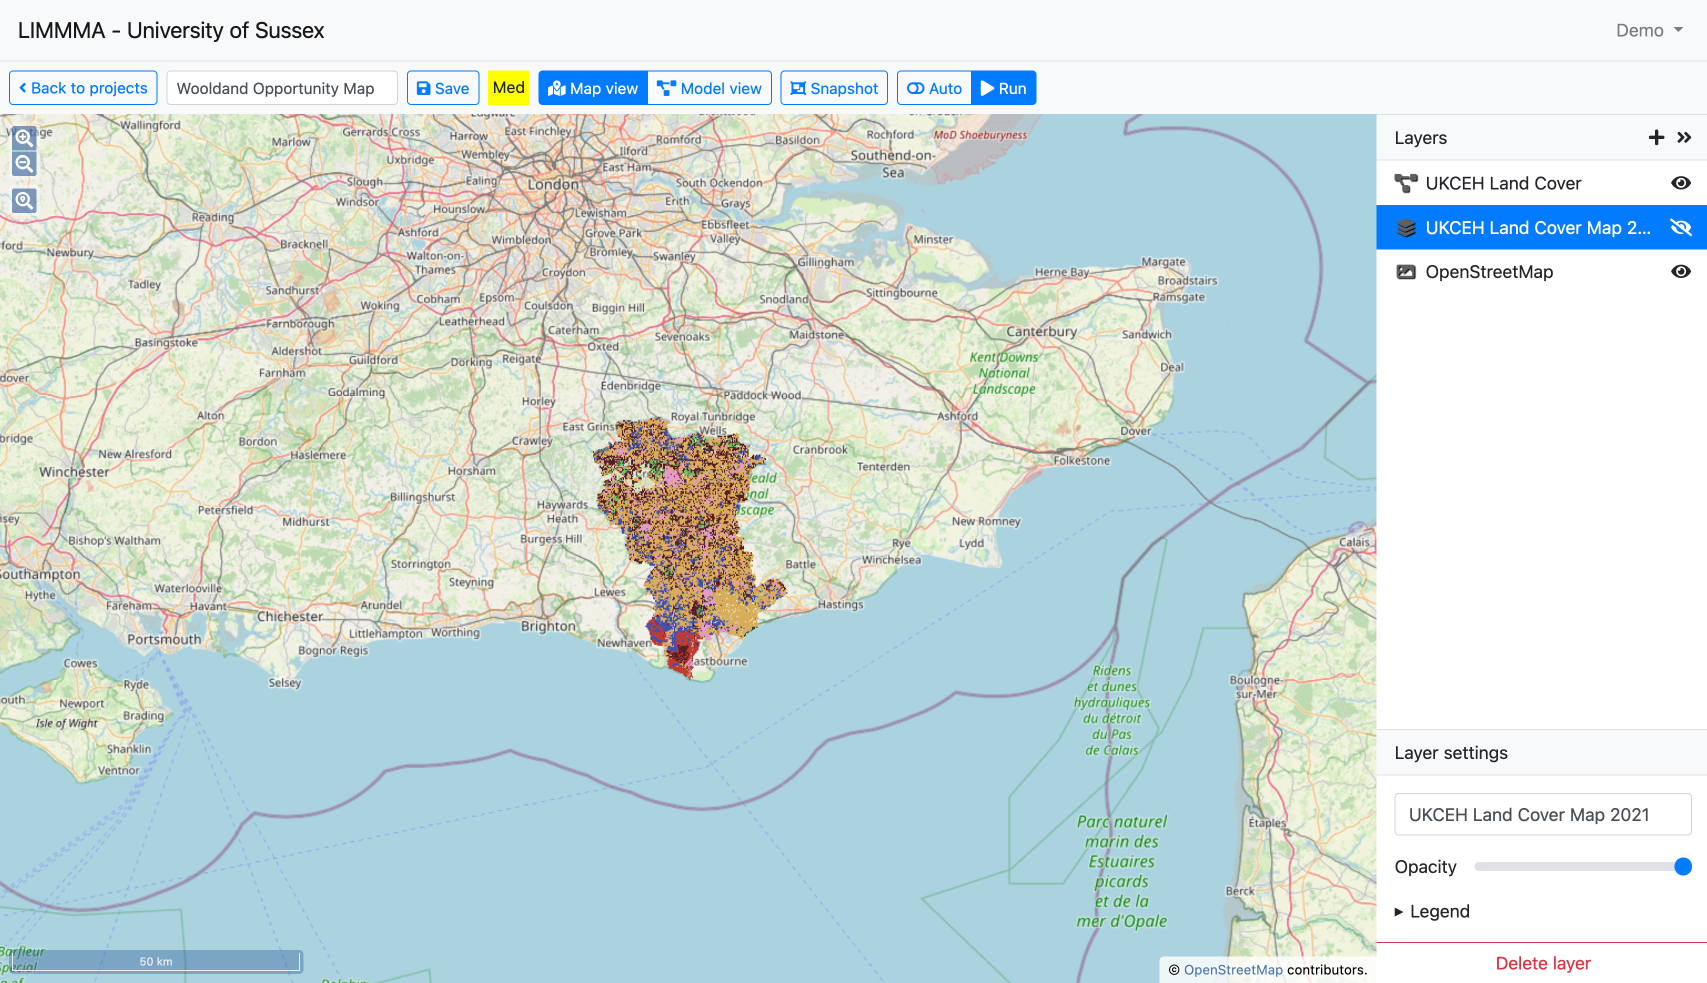 LIMMMA - University of Sussex
Demo
Back to projects
Wooldand Opportunity Map
Save
Med
Map view
Model view
Snapshot
Auto
Run
Layers
UKCEH Land Cover
UKCEH Land Cover Map 2...
OpenStreetMap
Layer settings
UKCEH Land Cover Map 2021
Opacity
Legend
Delete layer
Wallingford
Marlow
Gerrards Cross
Harrow
East Finchley
Wembley
Ilford
Romford
Basildon
Rochford
MoD Shoeburyness
Southend-on-
Sea
Uxbridge
Slough
Ealing
East Ham
South Ockendon
London
Windsor
Hounslow
Lewisham
Erith
Grays
Reading
Ashford
Grove Park
Ebbsfleet
Valley
Bracknell
Wimbledon
Bromley
Swanley
Minster
Newbury
Walton-on-
Thames
Croydon
Gillingham
Herne Bay
Margate
Broadstairs
Ramsgate
Tadley
Sandhurst
Woking
Cobham
Epsom
Coulsdon
Biggin Hill
Snodland
Sittingbourne
Farnborough
Leatherhead
Caterham
Sevenoaks
Maidstone
Canterbury
Sandwich
Basingstoke
Aldershot
Guildford
Dorking
Reigate
Oxted
Kent Downs
National
Landscape
Deal
Farnham
Godalming
Edenbridge
Paddock Wood
Alton
Horley
Royal Tunbridge
Wells
Ashford
Dover
Bordon
Crawley
East Grins
New Alresford
Haslemere
Cranbrook
Tenterden
Folkestone
Winchester
Horsham
Billingshurst
Petersfield
Midhurst
Haywards
Heath
New Romney
Lydd
Bishop's Waltham
Burgess Hill
Rye
Winchelsea
Calais
Southampton
Storrington
Steyning
Battle
Waterlooville
Hythe
Fareham
Havant
Arundel
Lewes
Hastings
Chichester
Littlehampton
Worthing
Brighton
Portsmouth
Bognor Regis
Newhaven
astbourne
Cowes
Selsey
Ryde
Newport
Brading
Isle of Wight
Shanklin
Ventnor
Ridens
et dunes
hydrauliques
du détroit
du Pas
de Calais
Boulogne-
sur-Mer
Parc naturel
marin des
Estuaires
picards
et de la
mer d'Opale
Étaples
Berck
50 km
© OpenStreetMap contributors.